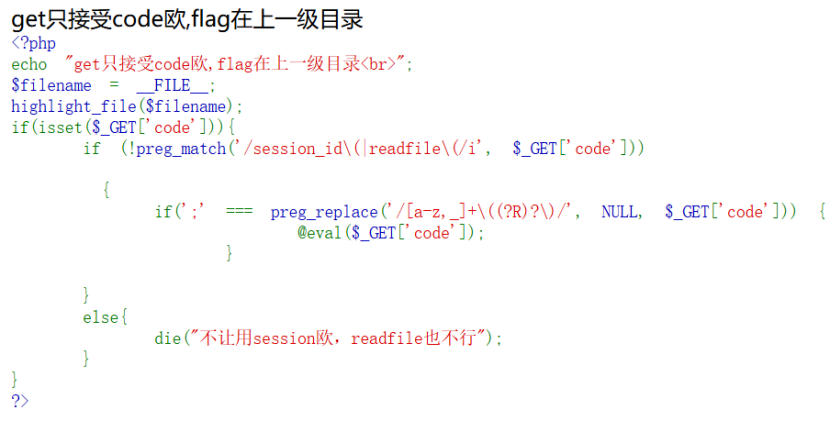 get只接受code欧,flag在上一级目录
<?php
echo "get只接受code欧,flag在上一级目录<br>";
$filename = __FILE__;
highlight_file($filename);
if(isset($_GET['code'])){
if (!preg_match('/session_id\(|readfile\(/i', $_GET['code']))
{
if(';' === preg_replace('/[a-z,_]+\((?R)?\)/', NULL, $_GET['code'])) {
@eval($_GET['code']);
}
}
else{
die("不让用session欧，readfile也不行");
}
}
?>